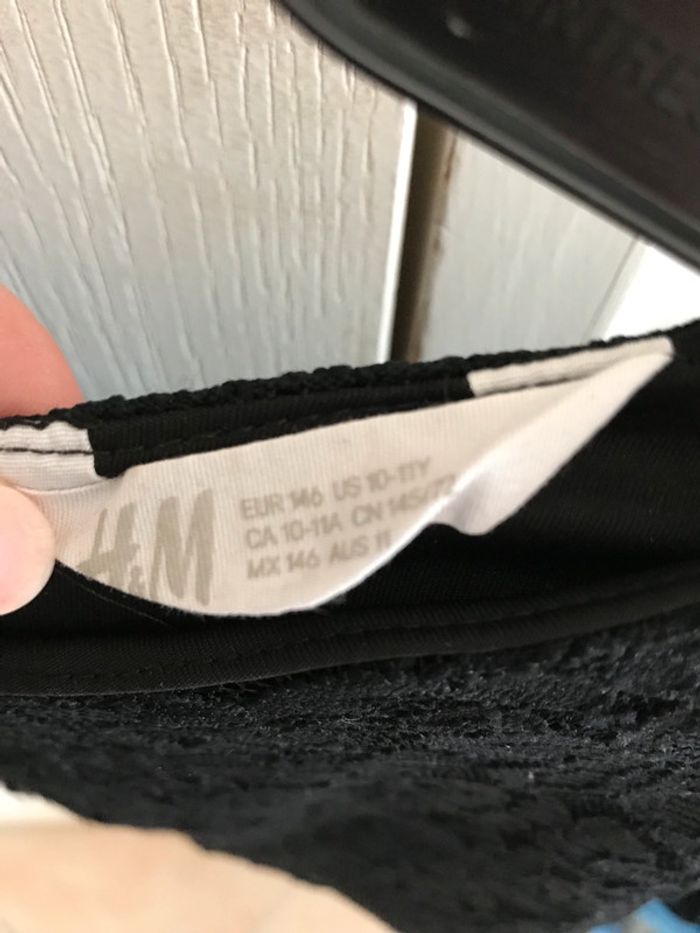 H&M
EUR 146 US 10-11Y
CA 10-11A CN 145/72
MX 146 AUS 11